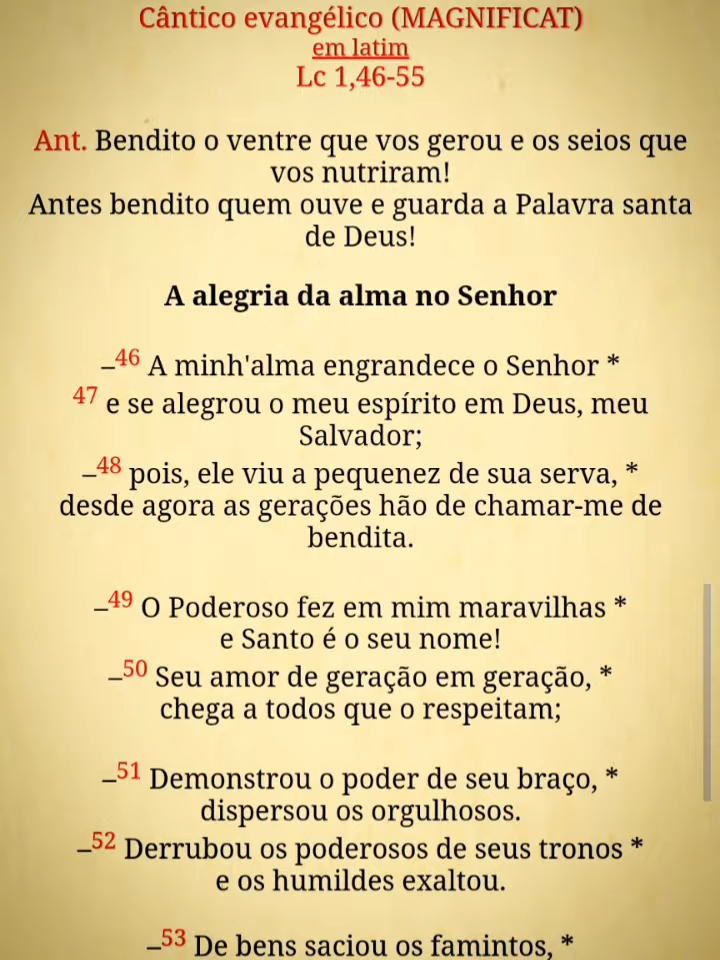 Cântico evangélico (MAGNIFICAT)
em latim
Lc 1,46-55
Ant. Bendito o ventre que vos gerou e os seios que
vos nutriram!
Antes bendito quem ouve e guarda a Palavra santa
de Deus!
A alegria da alma no Senhor
–46 A minh'alma engrandece o Senhor *
47 e se alegrou o meu espírito em Deus, meu
Salvador;
–48 pois, ele viu a pequenez de sua serva, *
desde agora as gerações hão de chamar-me de
bendita.
–49 O Poderoso fez em mim maravilhas *
e Santo é o seu nome!
–50 Seu amor de geração em geração, *
chega a todos que o respeitam;
–51 Demonstrou o poder de seu braço, *
dispersou os orgulhosos.
–52 Derrubou os poderosos de seus tronos *
e os humildes exaltou.
–53 De bens saciou os famintos, *